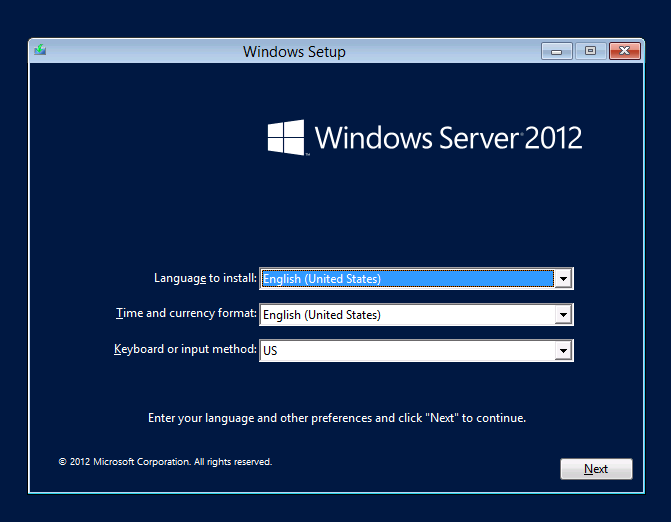 Windows Setup
Windows Server 2012
Language to install: English (United States)
Time and currency format: English (United States)
Keyboard or input method: US
Enter your language and other preferences and click "Next" to continue.
© 2012 Microsoft Corporation. All rights reserved.
Next